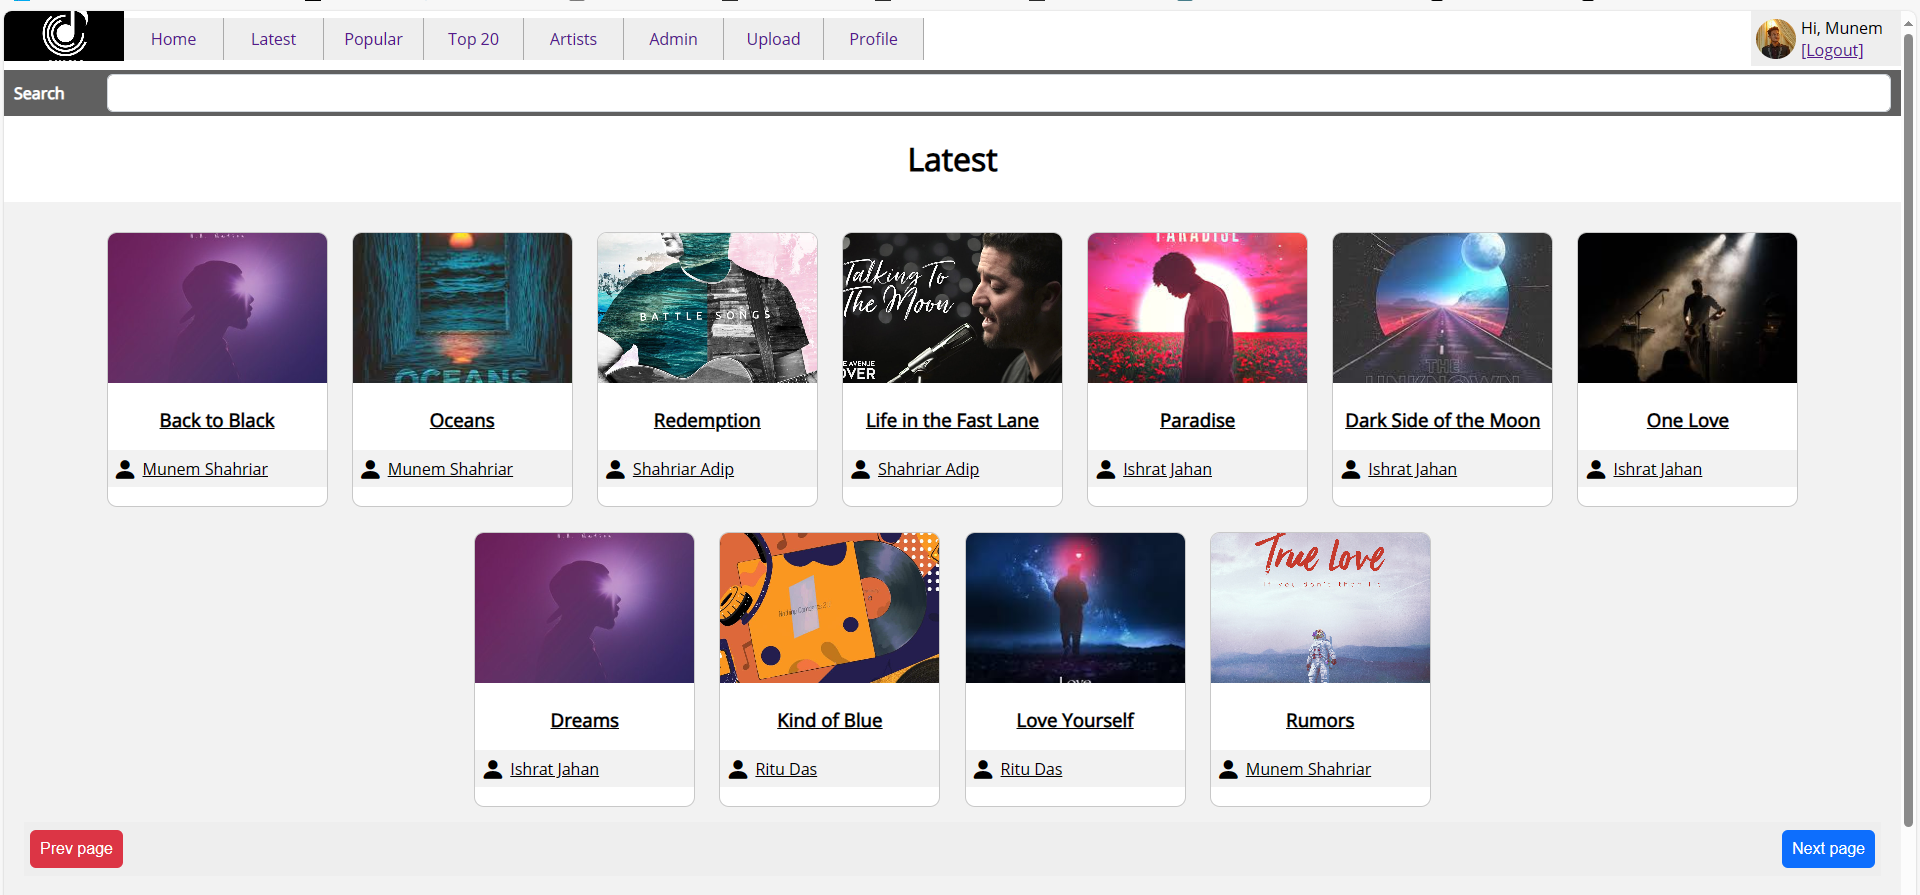 Home Latest Popular Top 20 Artists Admin Upload Profile
Hi, Munem
[Logout]
Search
Latest
PARADISE
Talking To
The Moon
BATTLE SONGS
AVENUE
OVER
OCEANS
THE
UNKNOWN
Back to Black
Oceans
Redemption
Life in the Fast Lane
Paradise
Dark Side of the Moon
One Love
Munem Shahriar
Munem Shahriar
Shahriar Adip
Shahriar Adip
Ishrat Jahan
Ishrat Jahan
Ishrat Jahan
True Love
Love
Dreams
Kind of Blue
Love Yourself
Rumors
Ishrat Jahan
Ritu Das
Ritu Das
Munem Shahriar
Prev page
Next page